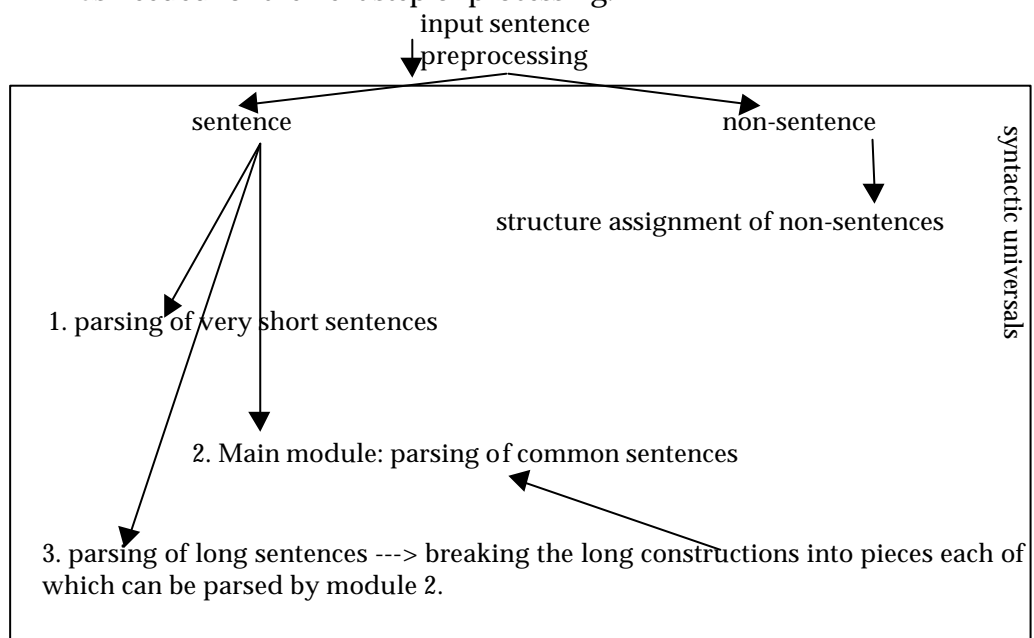 input sentence
preprocessing
sentence
non-sentence
syntactic universals
structure assignment of non-sentences
1. parsing of very short sentences
2. Main module: parsing of common sentences
3. parsing of long sentences ---> breaking the long constructions into pieces each of
which can be parsed by module 2.